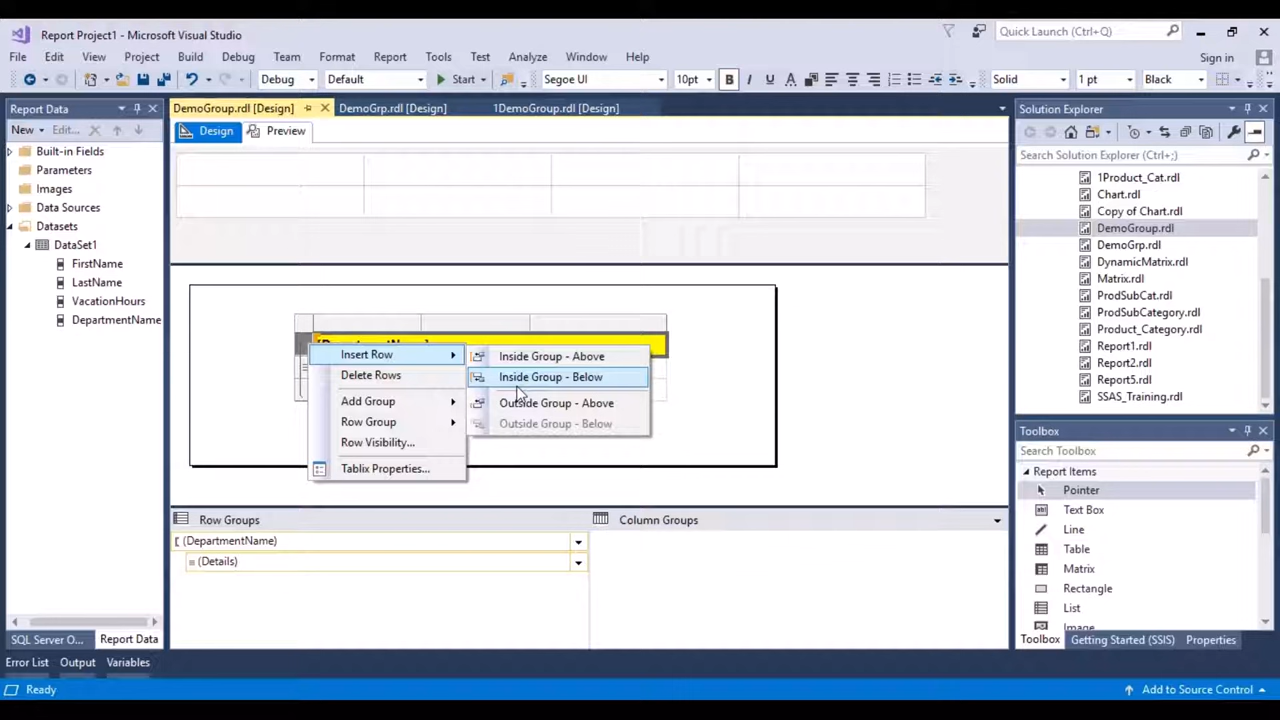 Report Project1 - Microsoft Visual Studio
Quick Launch (Ctrl+Q)
File Edit View Project Build Debug Team Format Report Tools Test Analyze Window Help
Sign in
Debug Default Start Segoe UI 10pt B I U A Solid 1 pt Black
Report Data
DemoGroup.rdl [Design] DemoGrp.rdl [Design] 1DemoGroup.rdl [Design]
Solution Explorer
New Edit...
Design Preview
Built-in Fields
Parameters
Images
Data Sources
Datasets
DataSet1
FirstName
LastName
VacationHours
DepartmentName
Insert Row
Delete Rows
Add Group
Row Group
Row Visibility...
Tablix Properties...
Inside Group - Above
Inside Group - Below
Outside Group - Above
Outside Group - Below
Row Groups
(DepartmentName)
(Details)
Column Groups
Search Solution Explorer (Ctrl+;)
1Product_Cat.rdl
Chart.rdl
Copy of Chart.rdl
DemoGroup.rdl
DemoGrp.rdl
DynamicMatrix.rdl
Matrix.rdl
ProdSubCat.rdl
ProdSubCategory.rdl
Product_Category.rdl
Report1.rdl
Report2.rdl
Report5.rdl
SSAS_Training.rdl
Toolbox
Search Toolbox
Report Items
Pointer
Text Box
Line
Table
Matrix
Rectangle
List
Image
SQL Server O... Report Data
Toolbox Getting Started (SSIS) Properties
Error List Output Variables
Ready
Add to Source Control